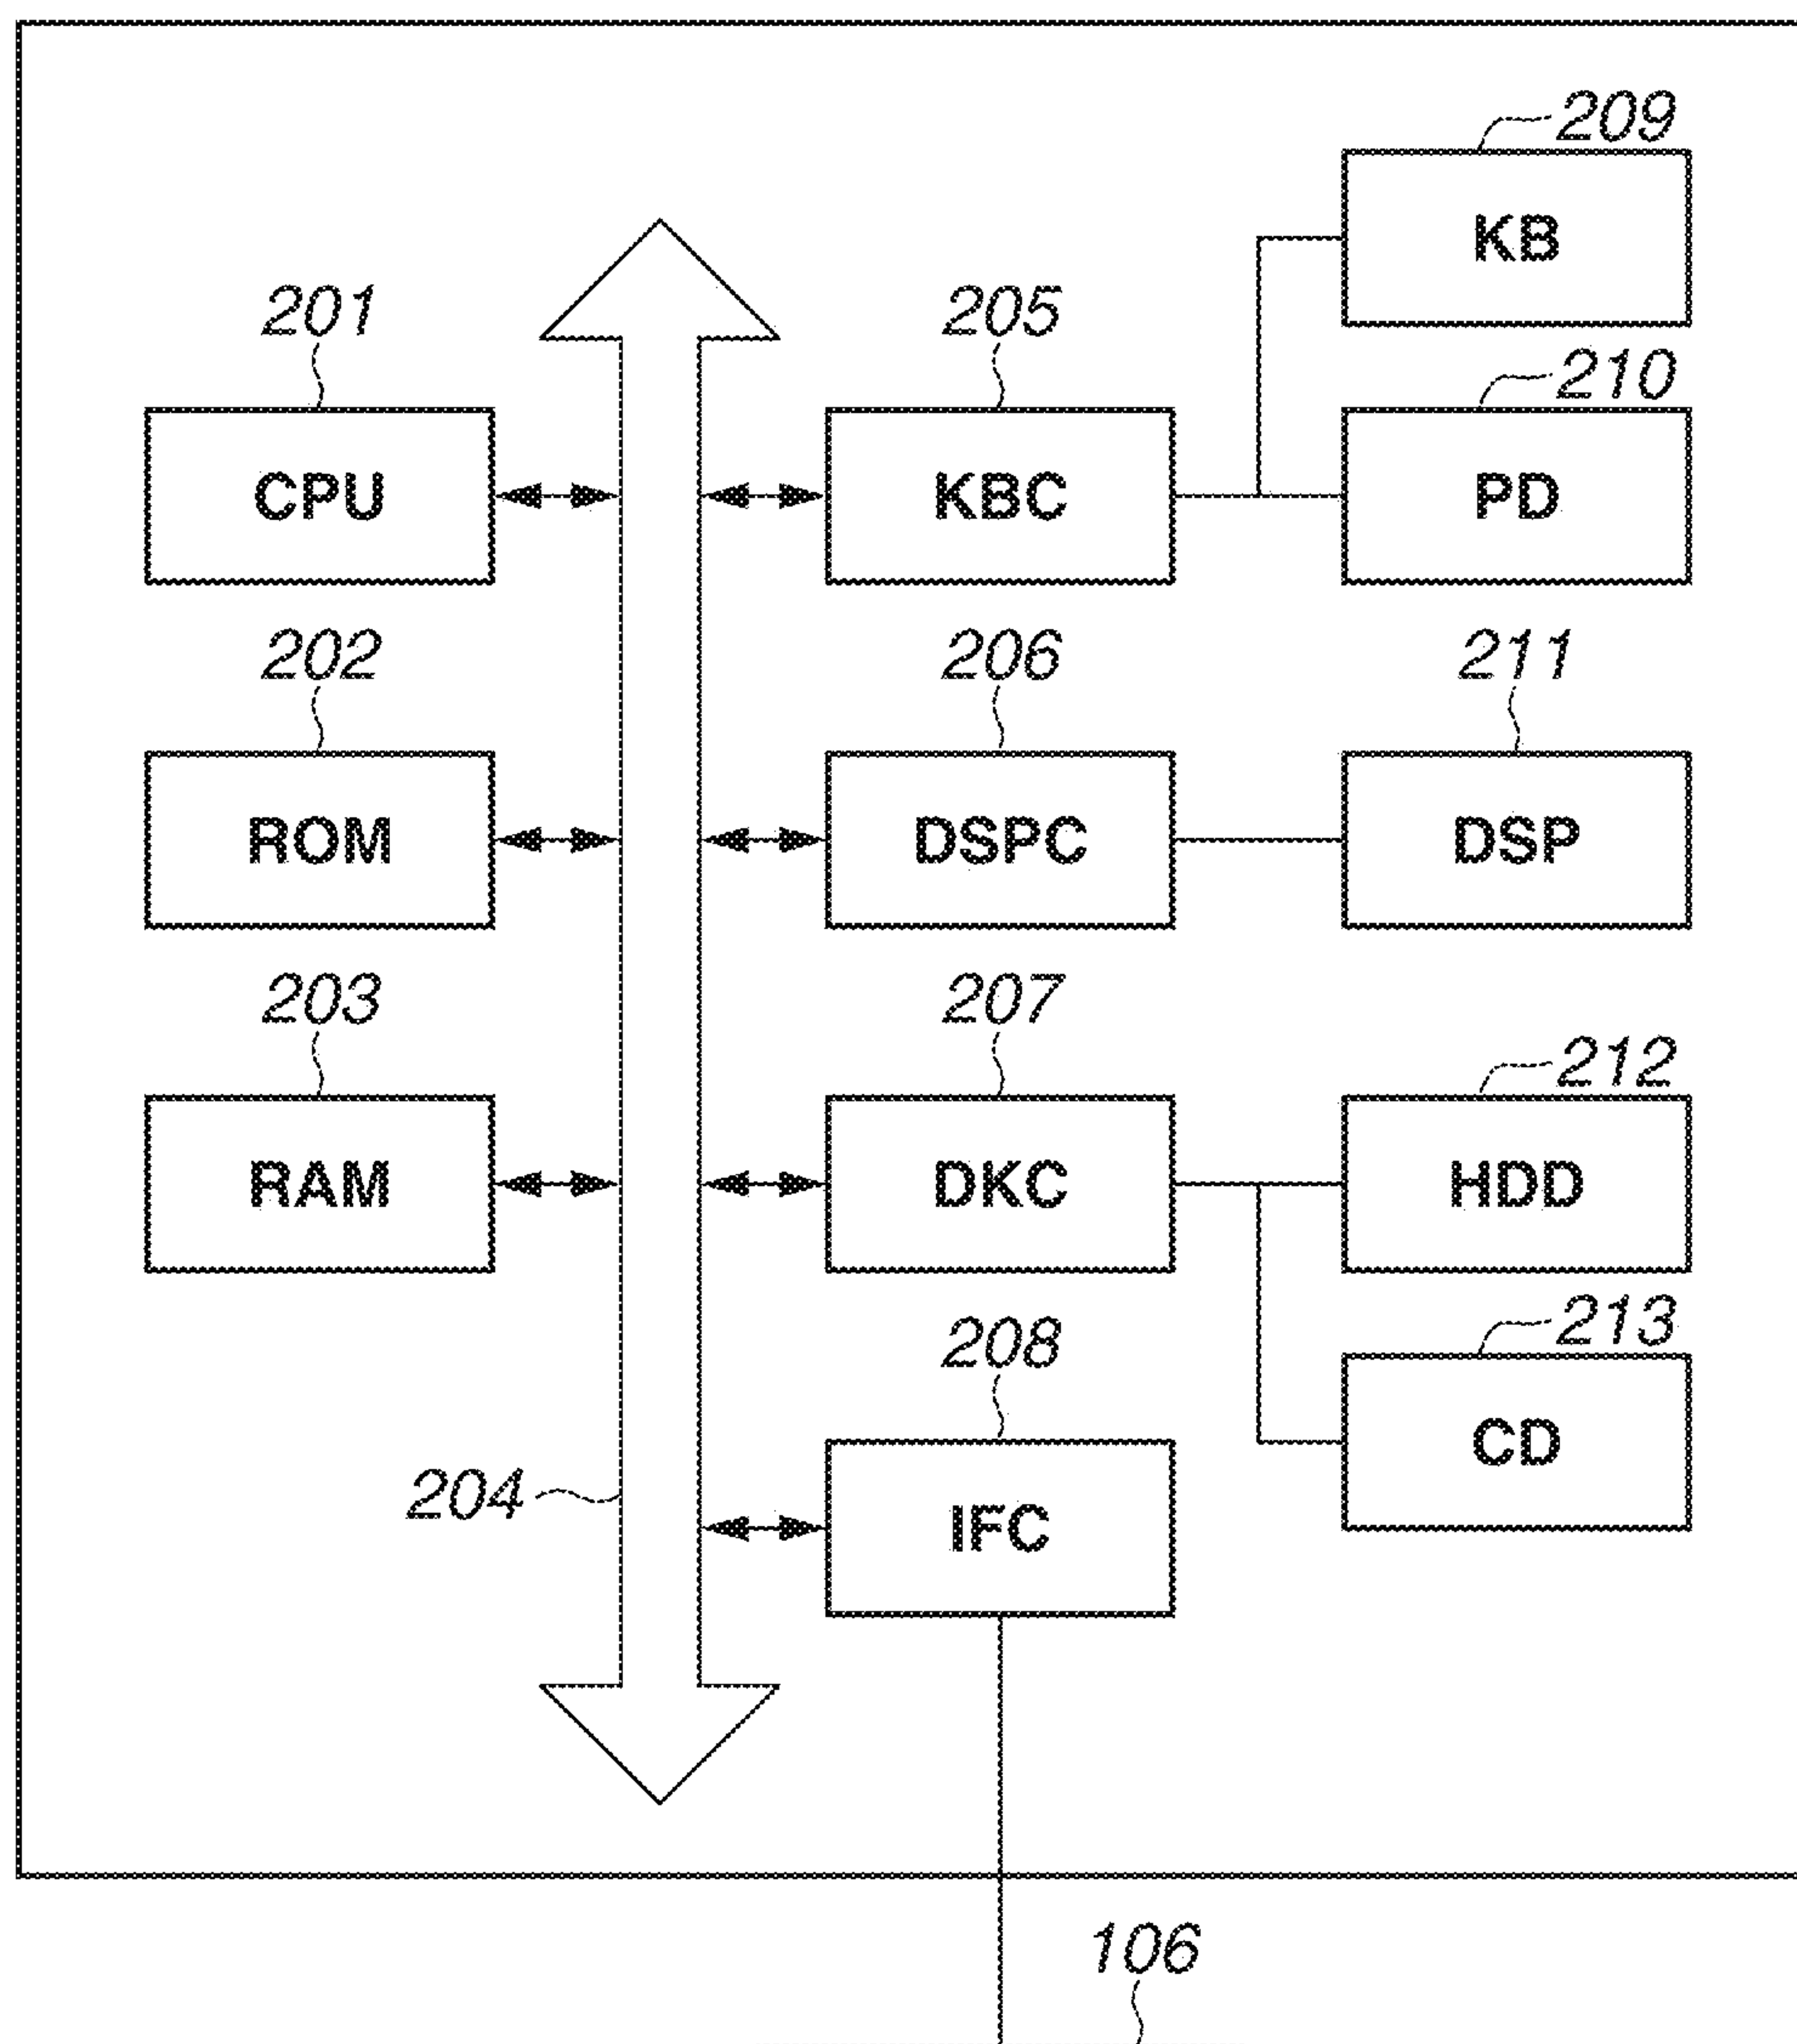 209
KB
201
205
210
CPU
KBC
PD
202
206
211
ROM
DSPC
DSP
203
207
212
RAM
DKC
HDD
208
213
CD
204
IFC
106